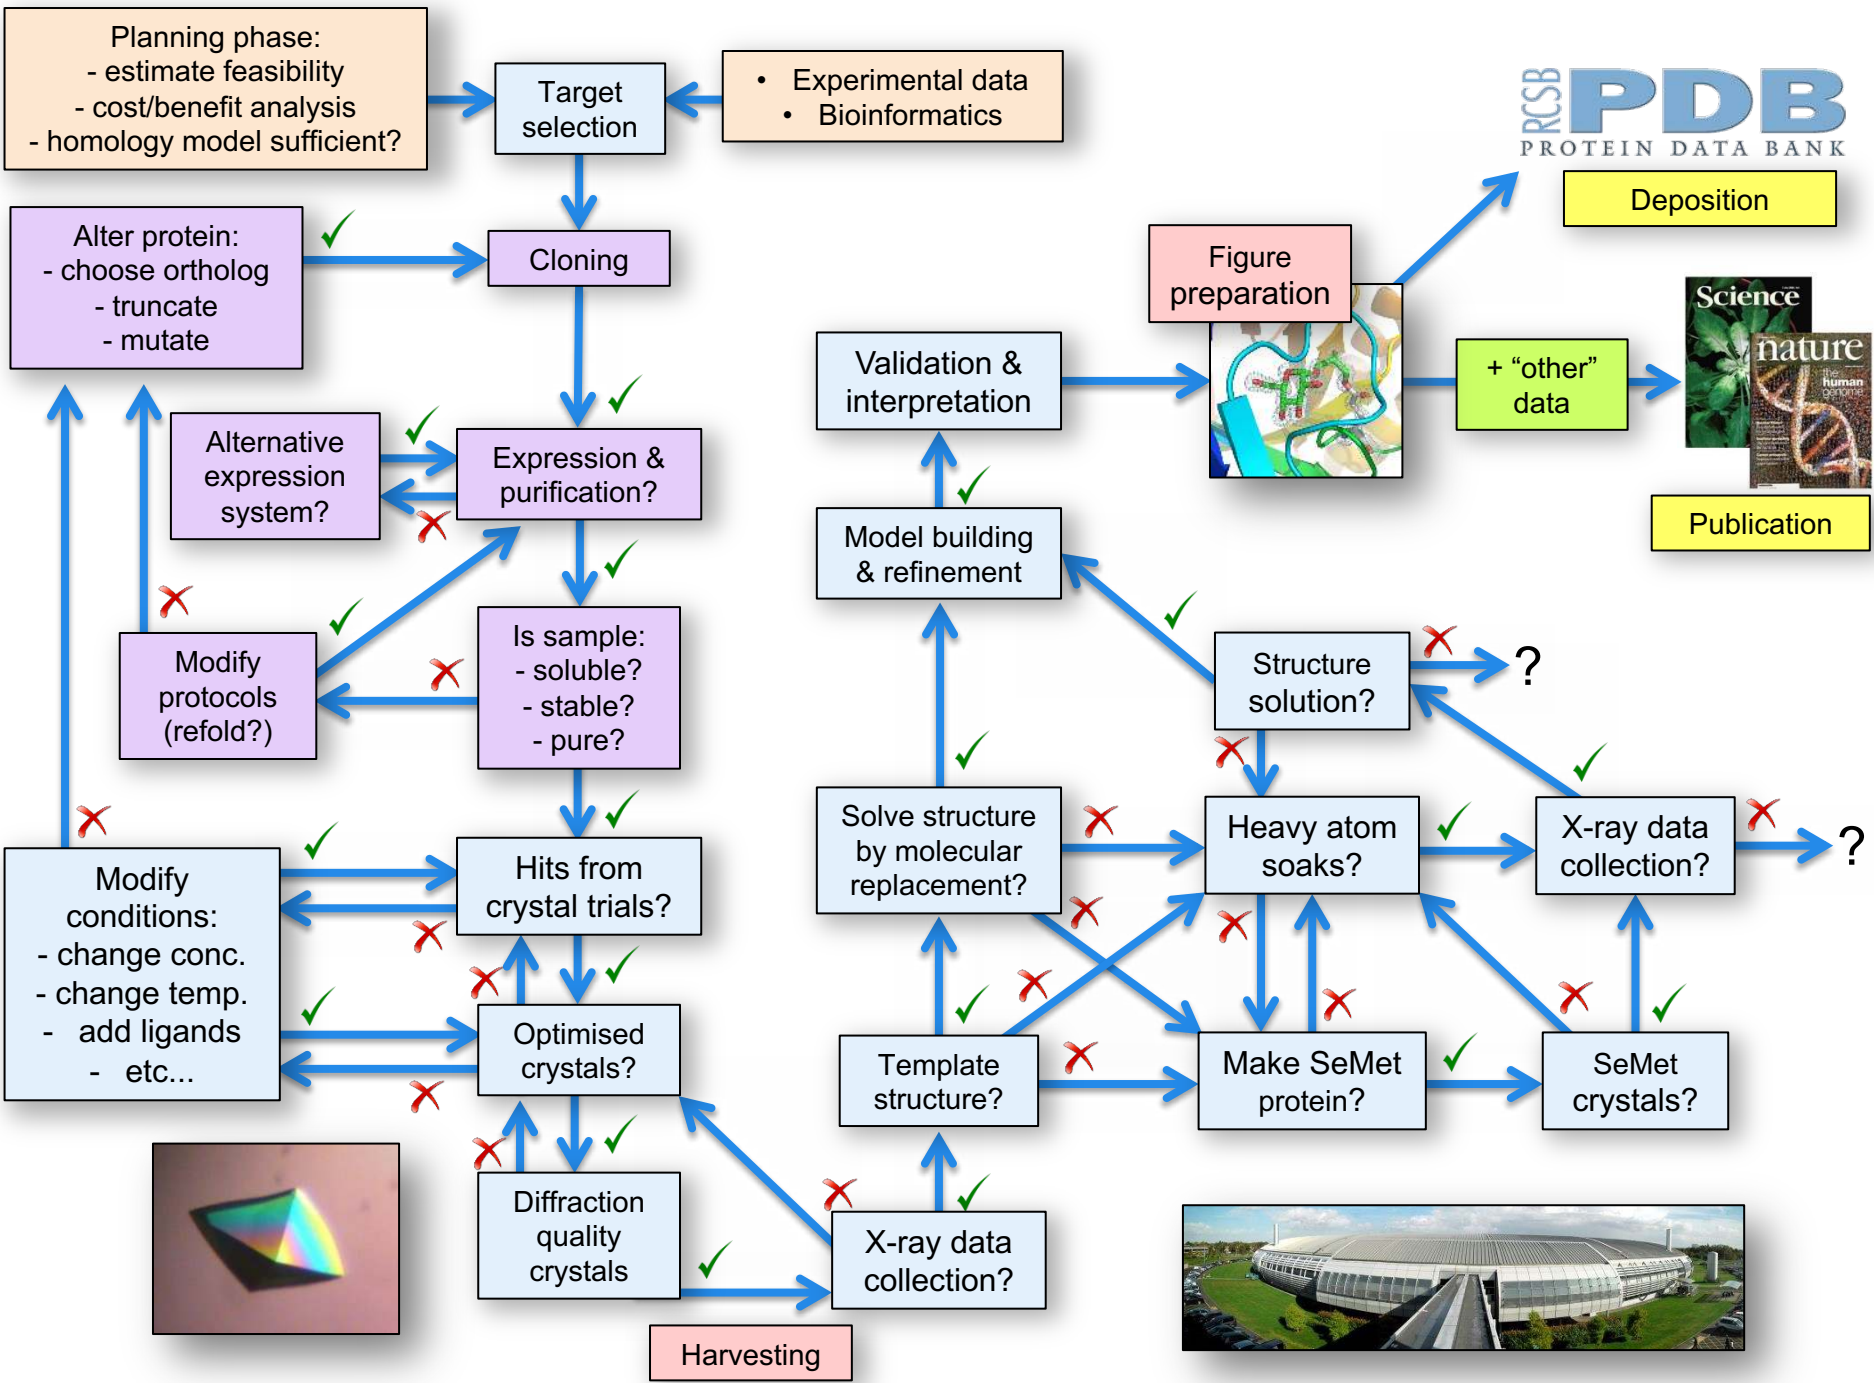 Planning phase:
- estimate feasibility
- cost/benefit analysis
- homology model sufficient?
Target
selection
• Experimental data
• Bioinformatics
RCSB
PDB
PROTEIN DATA BANK
Deposition
Alter protein:
- choose ortholog
- truncate
- mutate
Cloning
Figure
preparation
Science
nature
the
human
genome
Validation &
interpretation
+ “other”
data
Publication
Alternative
expression
system?
Expression &
purification?
Model building
& refinement
Modify
protocols
(refold?)
Is sample:
- soluble?
- stable?
- pure?
Structure
solution?
?
Solve structure
by molecular
replacement?
Heavy atom
soaks?
X-ray data
collection?
?
Modify
conditions:
- change conc.
- change temp.
- add ligands
- etc...
Hits from
crystal trials?
Optimised
crystals?
Template
structure?
Make SeMet
protein?
SeMet
crystals?
Diffraction
quality
crystals
X-ray data
collection?
Harvesting